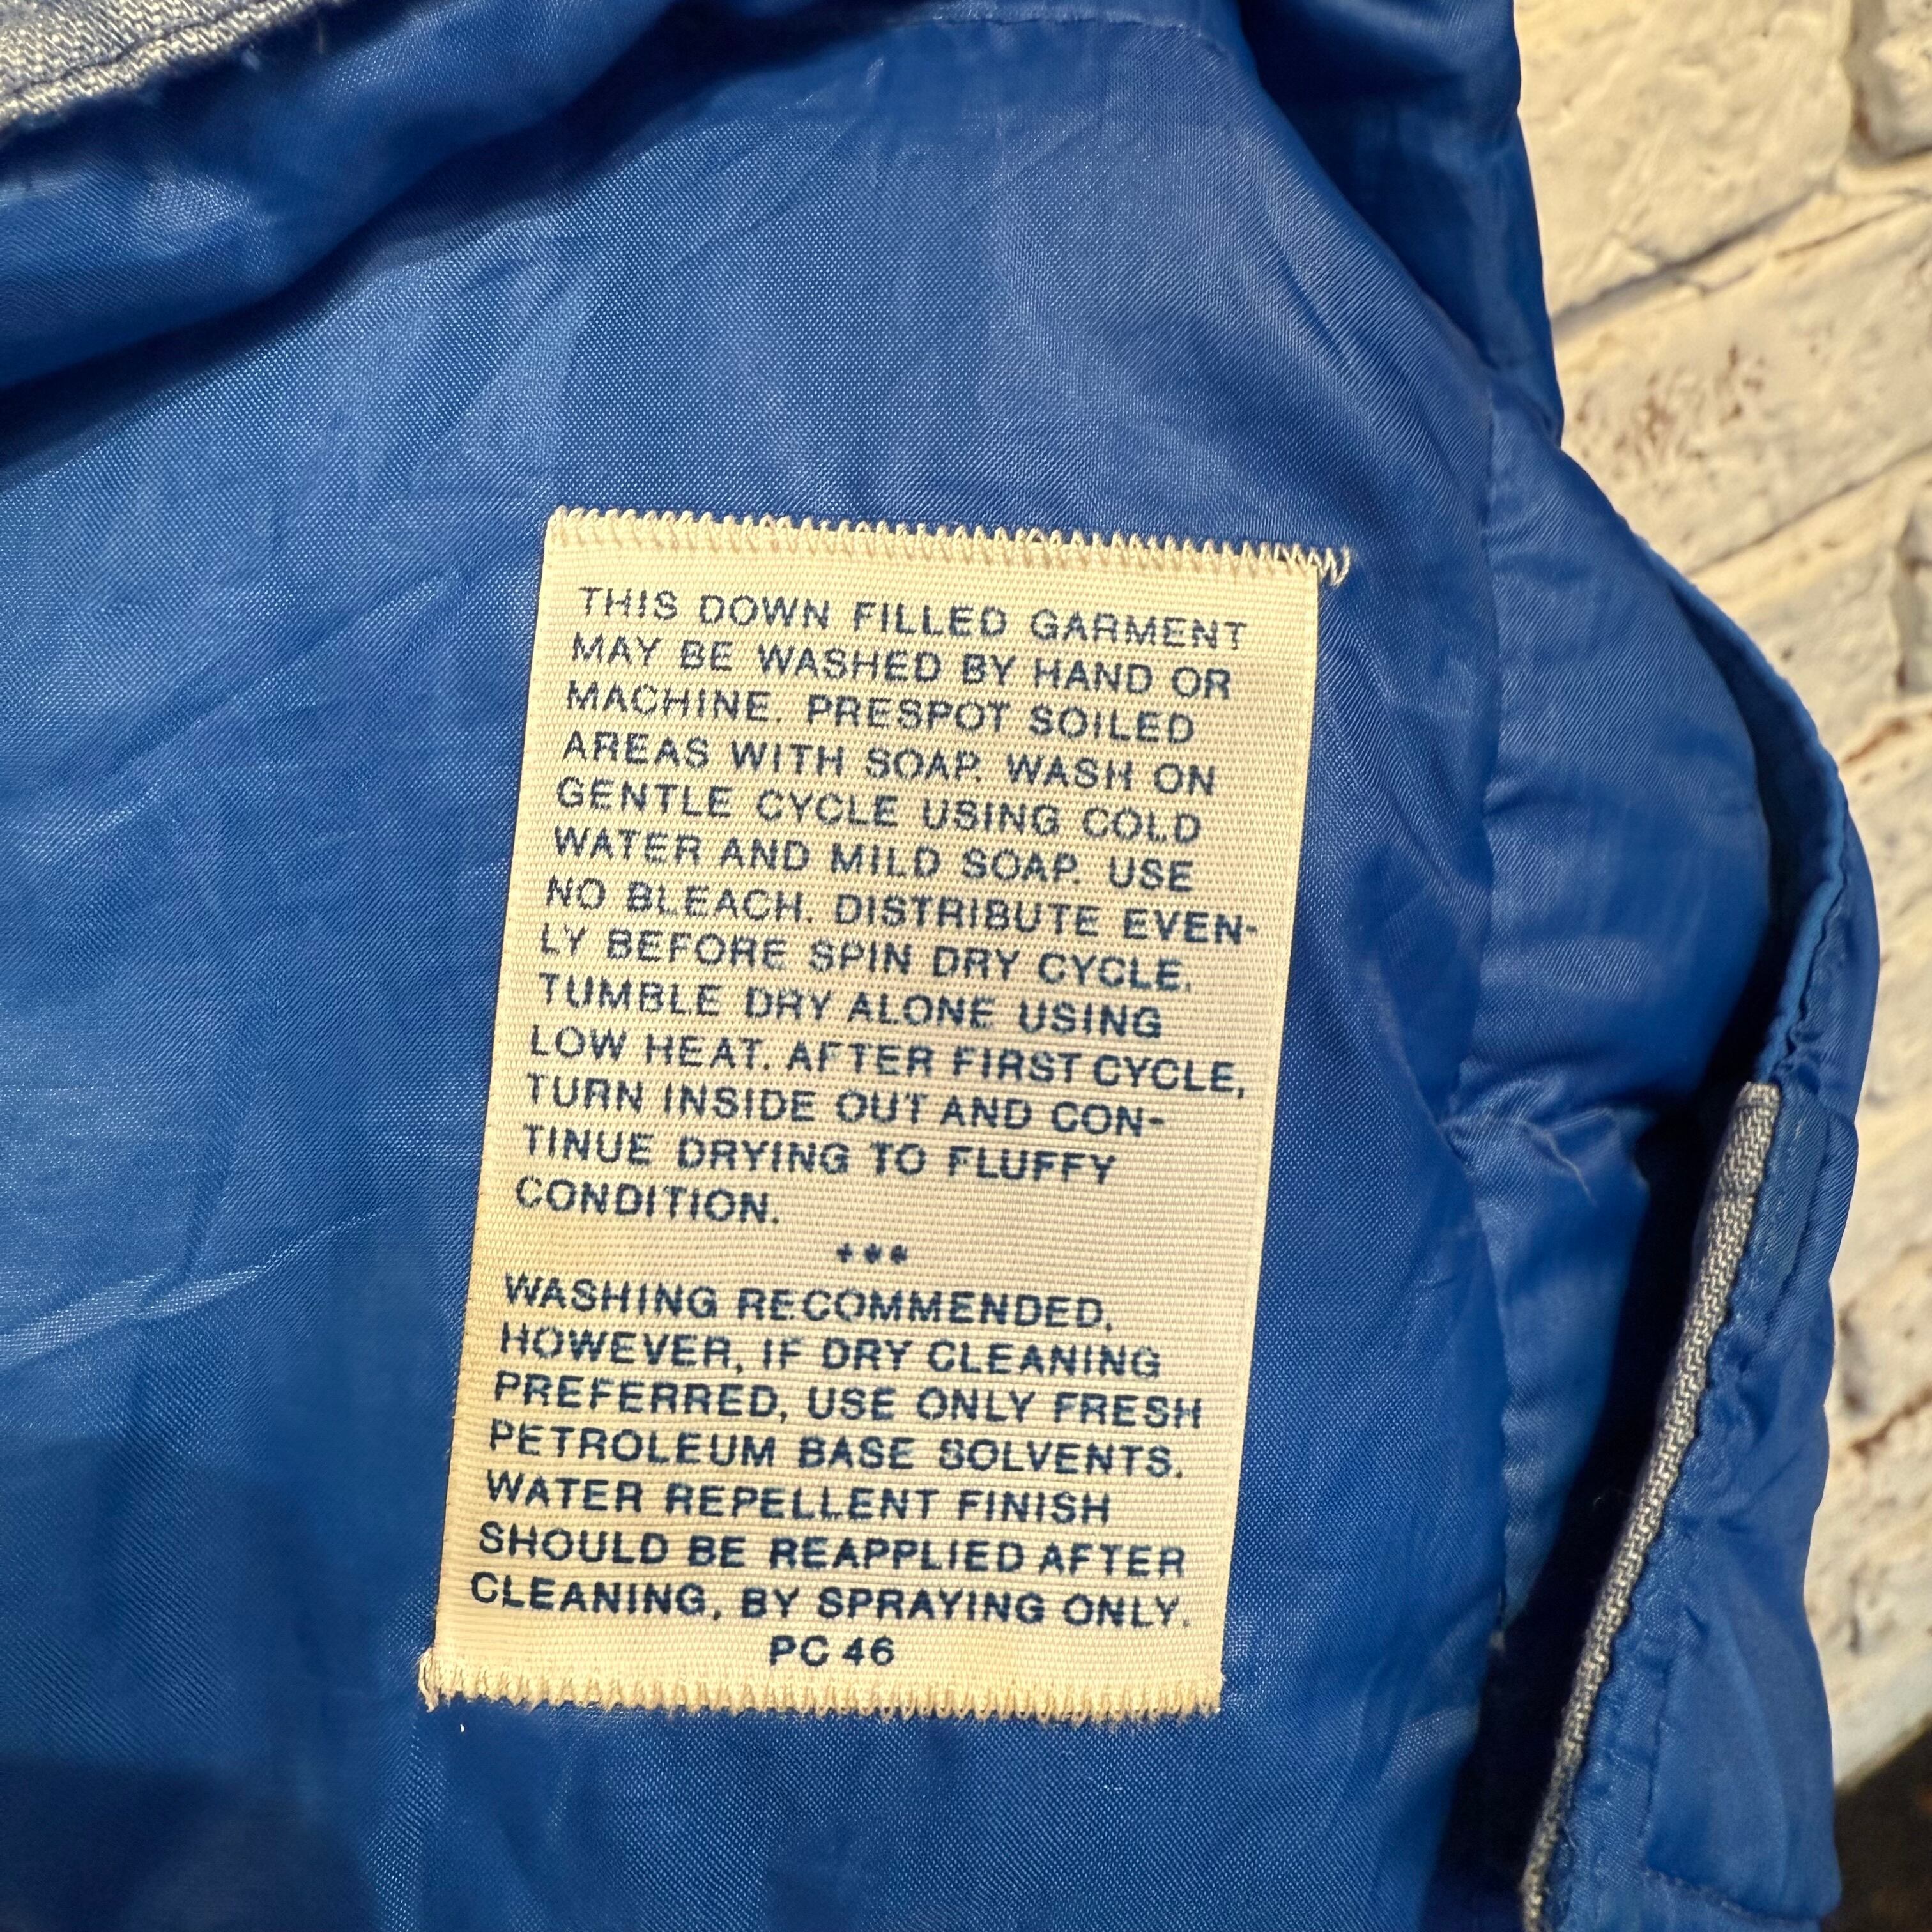 THIS DOWN FILLED GARMENT
MAY BE WASHED BY HAND OR
MACHINE. PRESPOT SOILED
AREAS WITH SOAP. WASH ON
GENTLE CYCLE USING COLD
WATER AND MILD SOAP. USE
NO BLEACH. DISTRIBUTE EVEN-
LY BEFORE SPIN DRY CYCLE.
TUMBLE DRY ALONE USING
LOW HEAT. AFTER FIRST CYCLE,
TURN INSIDE OUT AND CON-
TINUE DRYING TO FLUFFY
CONDITION.
***
WASHING RECOMMENDED,
HOWEVER, IF DRY CLEANING
PREFERRED, USE ONLY FRESH
PETROLEUM BASE SOLVENTS.
WATER REPELLENT FINISH
SHOULD BE REAPPLIED AFTER
CLEANING, BY SPRAYING ONLY.
PC 46